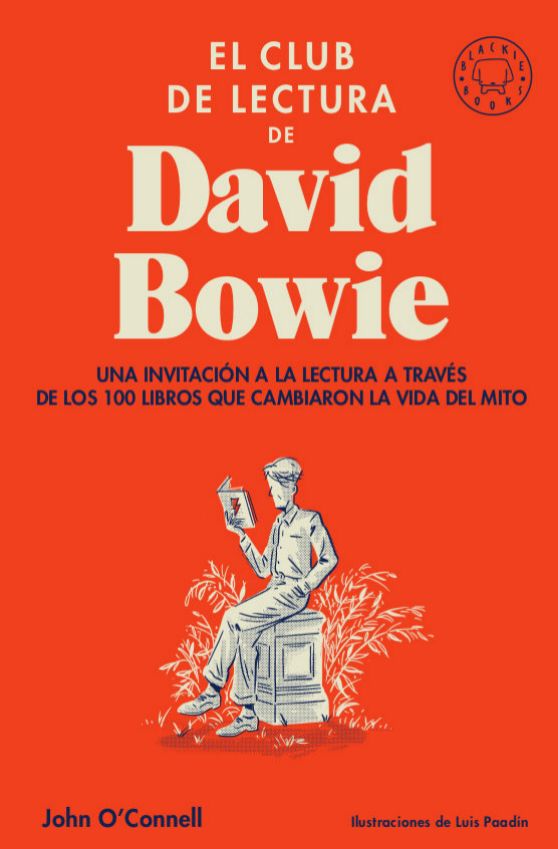 EL CLUB
DE LECTURA
DE
David
Bowie
BLACKIE
BOOKS
UNA INVITACIÓN A LA LECTURA A TRAVÉS
DE LOS 100 LIBROS QUE CAMBIARON LA VIDA DEL MITO
John O'Connell
Ilustraciones de Luis Paadin